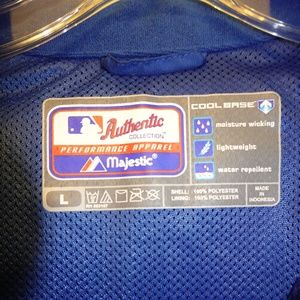 Authentic
COLLECTION™
PERFORMANCE APPAREL
Majestic®
COOL BASE
moisture wicking
lightweight
water repellent
L
SHELL: 100% POLYESTER
LINING: 100% POLYESTER
MADE IN
INDONESIA